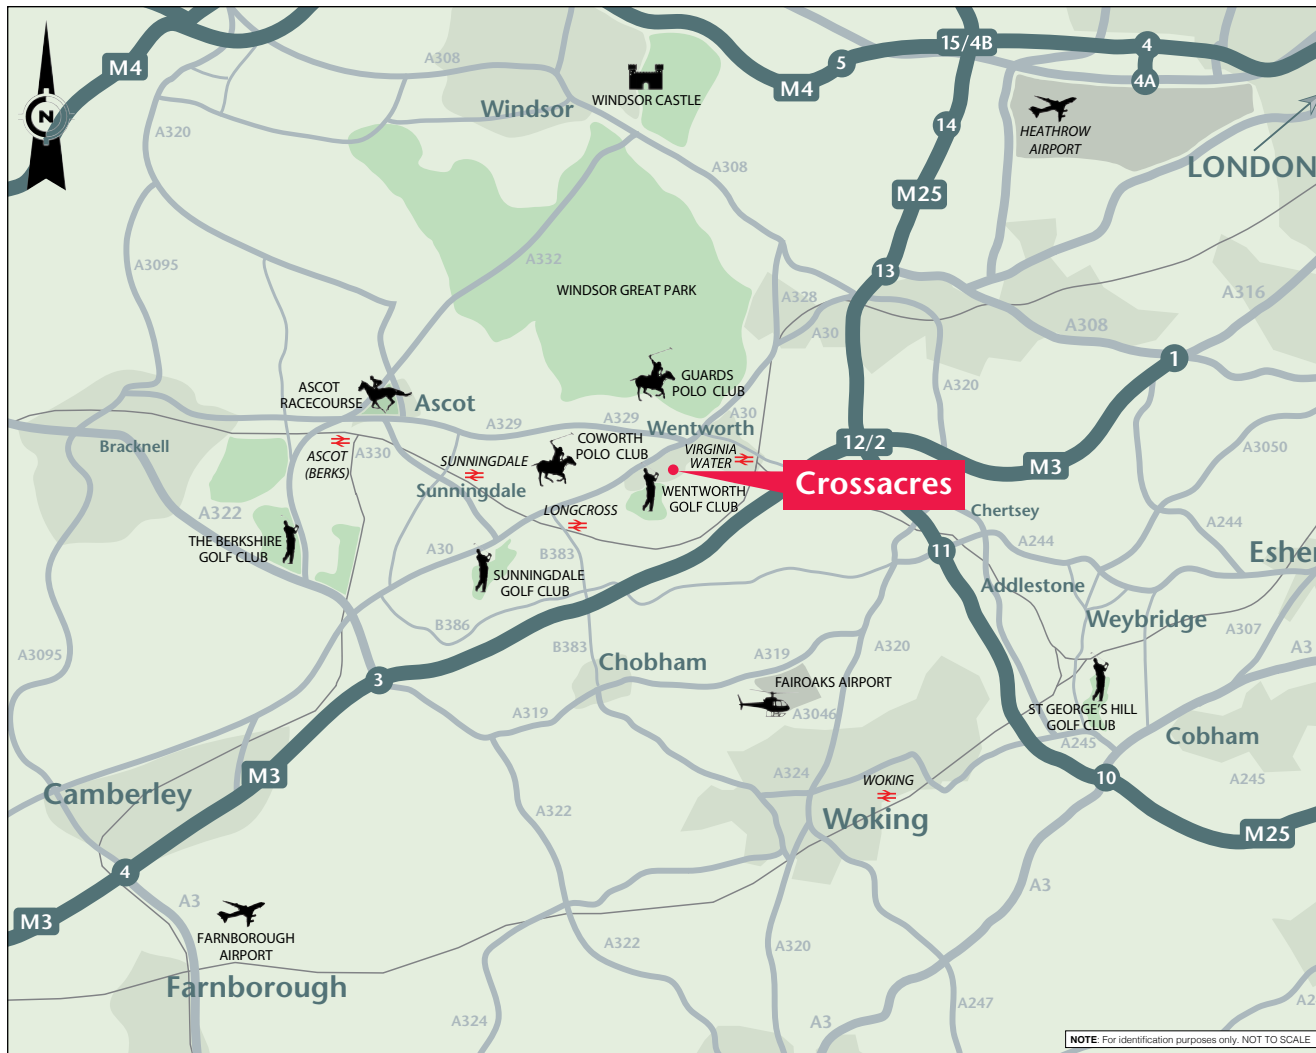 M4
A308
5
15/4B
4
4A
M4
WINDSOR CASTLE
Windsor
14
HEATHROW
AIRPORT
N
A320
A308
LONDON
M25
A3095
A332
13
WINDSOR GREAT PARK
A328
A316
A30
A308
1
A320
ASCOT
RACECOURSE
GUARDS
POLO CLUB
Ascot
A329
A329
A30
Wentworth
Bracknell
12/2
A3050
COWORTH
POLO CLUB
VIRGINIA
WATER
ASCOT
(BERKS)
A330
SUNNINGDALE
M3
Sunningdale
Crossacres
WENTWORTH
GOLF CLUB
LONGCROSS
A322
Chertsey
A244
THE BERKSHIRE
GOLF CLUB
A30
B383
A244
11
Esher
SUNNINGDALE
GOLF CLUB
Addlestone
B386
Weybridge
A307
A3095
B383
A320
A3
Chobham
A319
3
FAIROAKS AIRPORT
A319
A3046
ST GEORGE'S HILL
GOLF CLUB
Cobham
A245
M3
A324
WOKING
10
A245
Camberley
A322
Woking
M25
4
A3
A3
M3
FARNBOROUGH
AIRPORT
A322
A320
Farnborough
A247
A2
A324
A3
NOTE: For identification purposes only. NOT TO SCALE